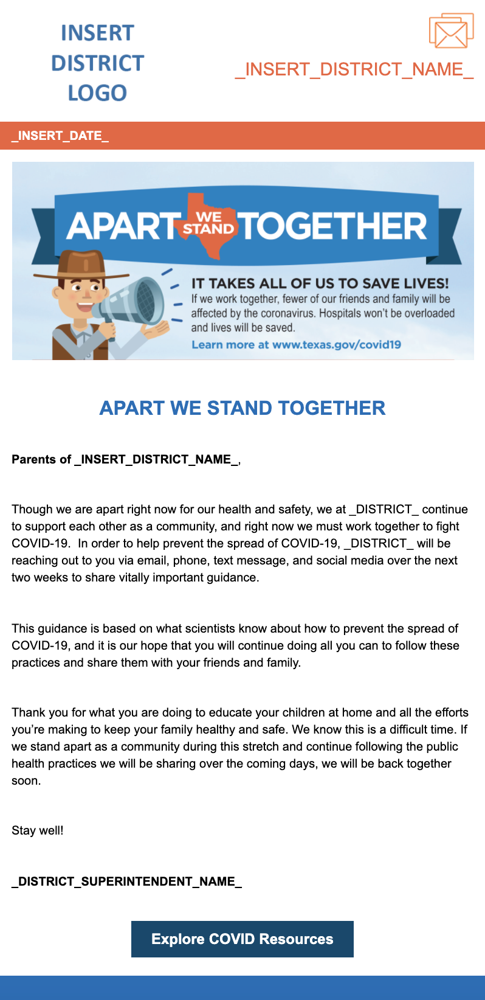 INSERT
DISTRICT
LOGO
_INSERT_DISTRICT_NAME_
_INSERT_DATE_
APART WE STAND TOGETHER
IT TAKES ALL OF US TO SAVE LIVES!
If we work together, fewer of our friends and family will be
affected by the coronavirus. Hospitals won't be overloaded
and lives will be saved.
Learn more at www.texas.gov/covid19
APART WE STAND TOGETHER
Parents of _INSERT_DISTRICT_NAME_,
Though we are apart right now for our health and safety, we at _DISTRICT_ continue
to support each other as a community, and right now we must work together to fight
COVID-19.  In order to help prevent the spread of COVID-19, _DISTRICT_ will be
reaching out to you via email, phone, text message, and social media over the next
two weeks to share vitally important guidance.
This guidance is based on what scientists know about how to prevent the spread of
COVID-19, and it is our hope that you will continue doing all you can to follow these
practices and share them with your friends and family.
Thank you for what you are doing to educate your children at home and all the efforts
you’re making to keep your family healthy and safe. We know this is a difficult time. If
we stand apart as a community during this stretch and continue following the public
health practices we will be sharing over the coming days, we will be back together
soon.
Stay well!
_DISTRICT_SUPERINTENDENT_NAME_
Explore COVID Resources